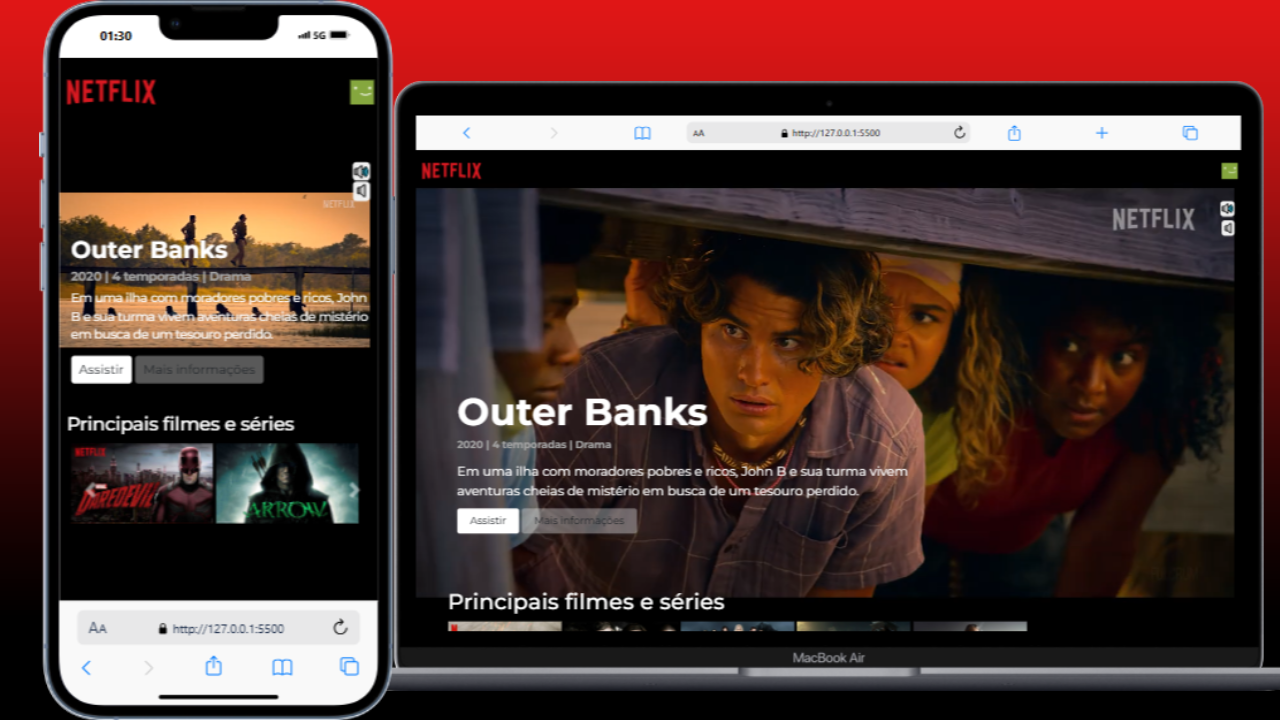 01:30
5G
NETFLIX
NETFLIX
Outer Banks
2020 | 4 temporadas | Drama
Em uma ilha com moradores pobres e ricos, John
B e sua turma vivem aventuras cheias de mistério
em busca de um tesouro perdido.
Assistir
Mais informações
Principais filmes e séries
NETFLIX
DAREDEVIL
ARROW
AA
http://127.0.0.1:5500
AA
http://127.0.0.1:5500
NETFLIX
NETFLIX
Outer Banks
2020 | 4 temporadas | Drama
Em uma ilha com moradores pobres e ricos, John B e sua turma vivem
aventuras cheias de mistério em busca de um tesouro perdido.
Assistir
Mais informações
Principais filmes e séries
MacBook Air